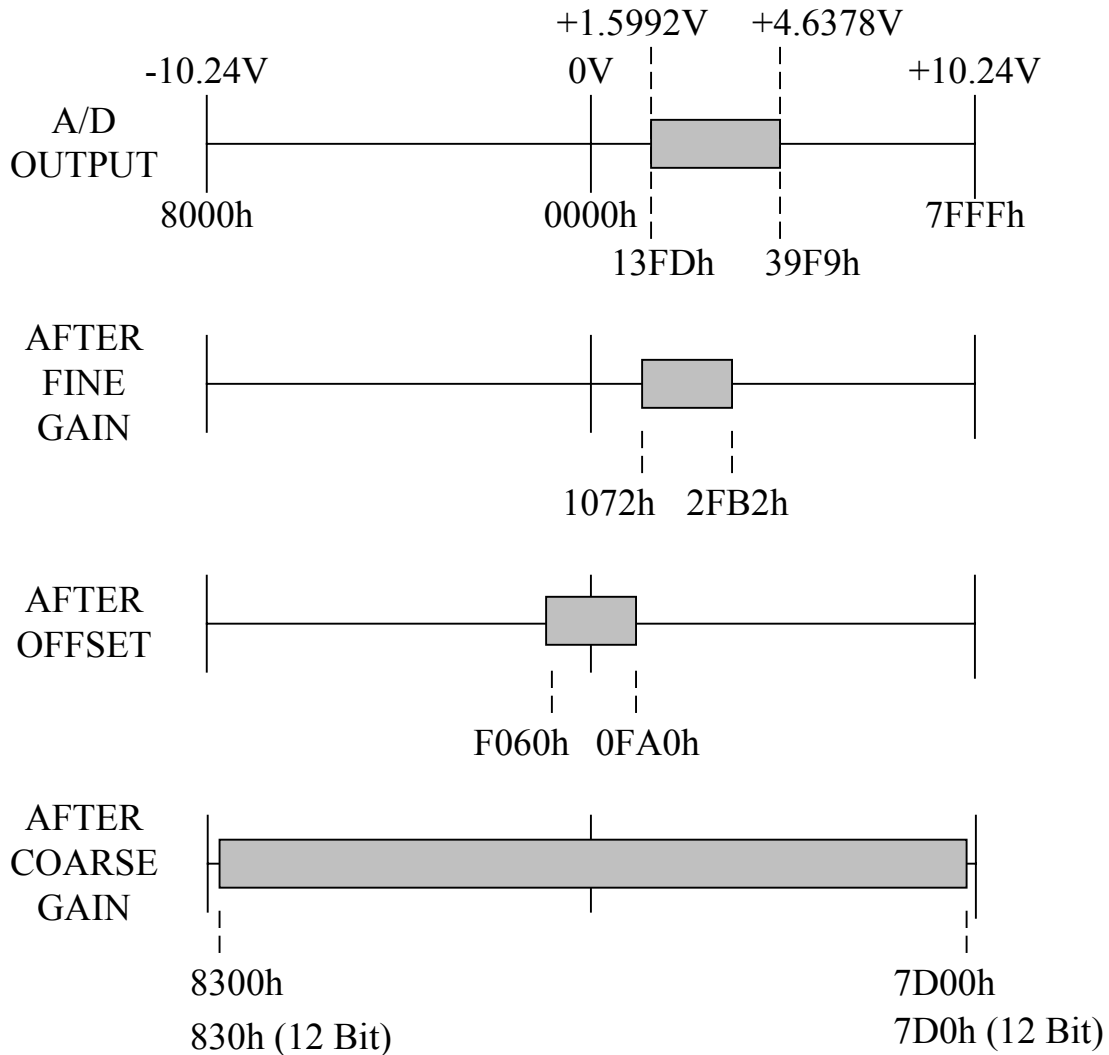 +1.5992V +4.6378V
-10.24V 0V +10.24V
A/D
OUTPUT
8000h 0000h 7FFFh
13FDh 39F9h
AFTER
FINE
GAIN
1072h 2FB2h
AFTER
OFFSET
F060h 0FA0h
AFTER
COARSE
GAIN
8300h 7D00h
830h (12 Bit) 7D0h (12 Bit)